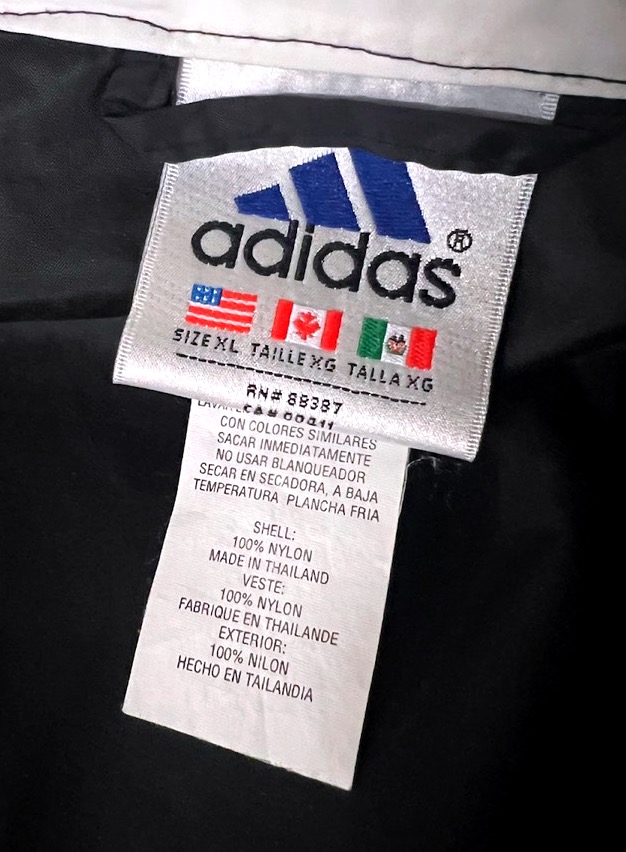 adidas®
SIZE XL TAILLE XG TALLA XG
RN# 88387
CON COLORES SIMILARES
SACAR INMEDIATAMENTE
NO USAR BLANQUEADOR
SECAR EN SECADORA, A BAJA
TEMPERATURA PLANCHA FRIA
SHELL:
100% NYLON
MADE IN THAILAND
VESTE:
100% NYLON
FABRIQUE EN THAILANDE
EXTERIOR:
100% NILON
HECHO EN TAILANDIA